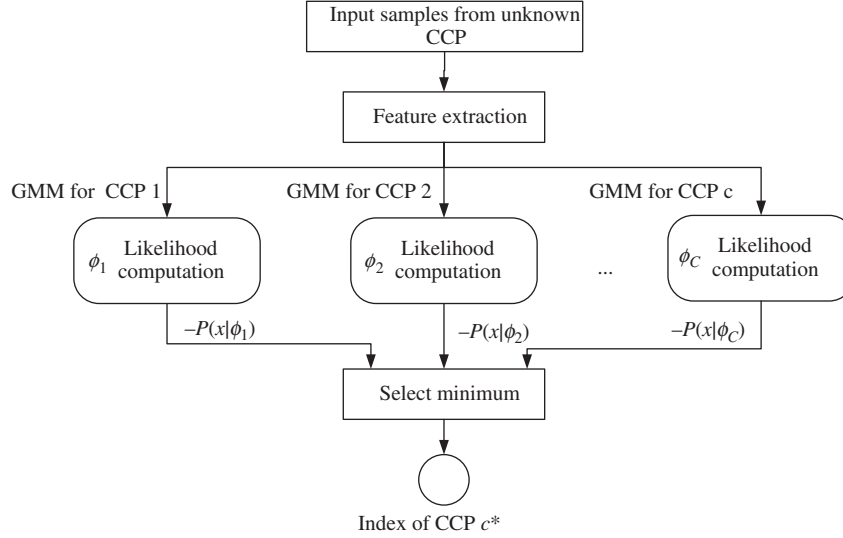 Input samples from unknown
CCP
Feature extraction
GMM for CCP 1
GMM for CCP 2
GMM for CCP c
ϕ1 Likelihood
computation
ϕ2 Likelihood
computation
...
ϕC Likelihood
computation
–P(x|ϕ1)
–P(x|ϕ2)
–P(x|ϕC)
Select minimum
Index of CCP c*